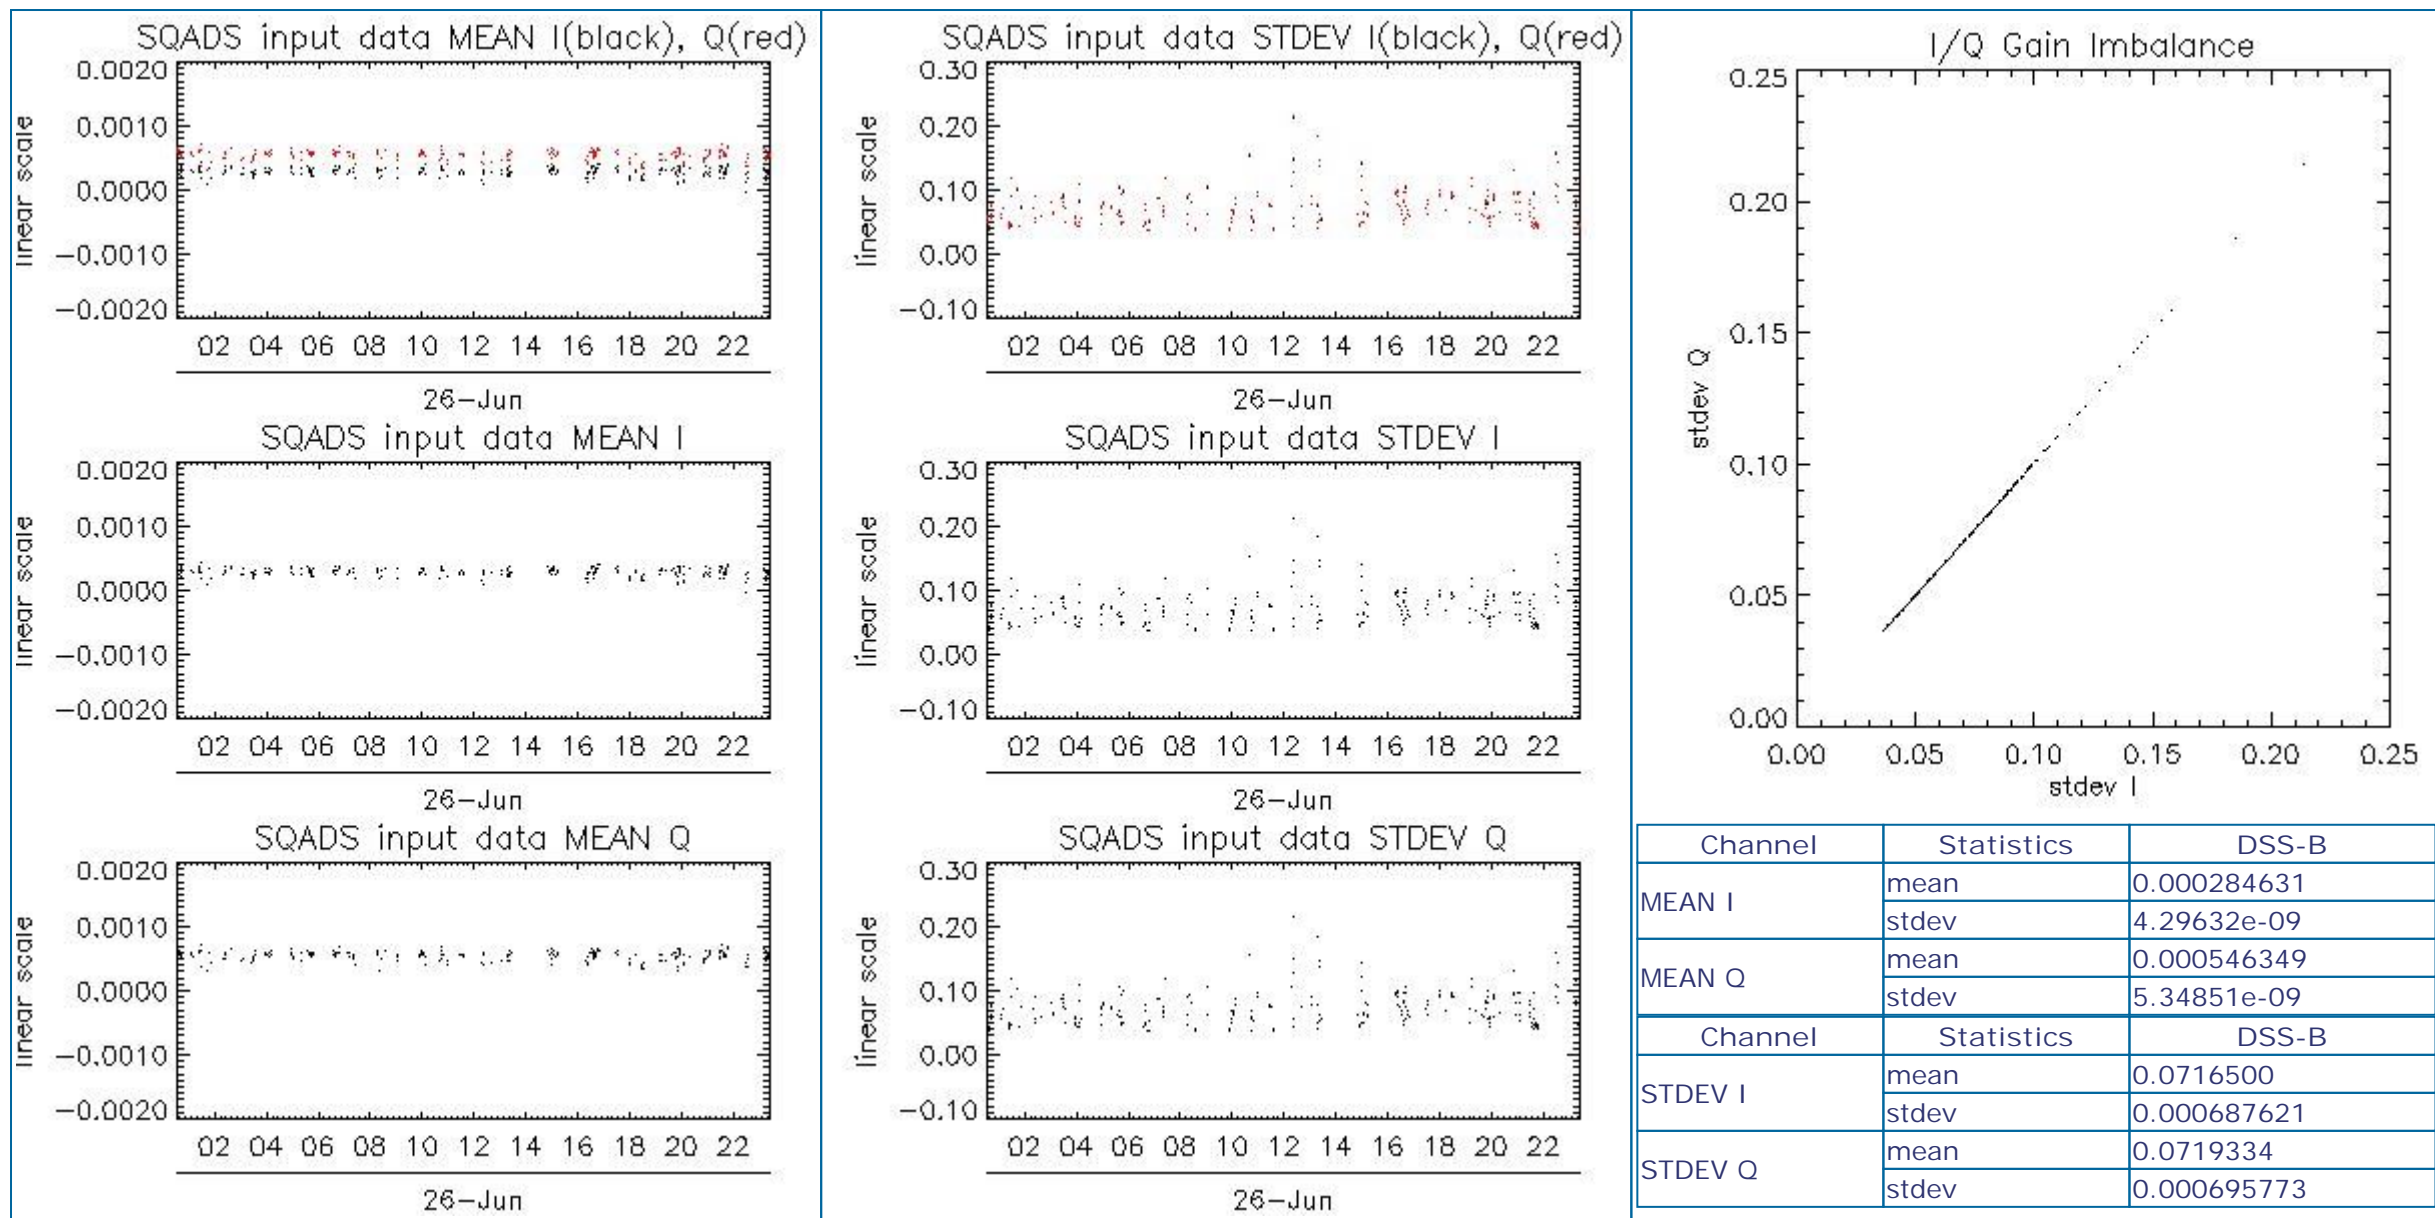 SQADS input data MEAN I(black), Q(red)
linear scale
0.0020
0.0010
0.0000
−0.0010
−0.0020
02 04 06 08 10 12 14 16 18 20 22
26−Jun
SQADS input data MEAN I
linear scale
0.0020
0.0010
0.0000
−0.0010
−0.0020
02 04 06 08 10 12 14 16 18 20 22
26−Jun
SQADS input data MEAN Q
linear scale
0.0020
0.0010
0.0000
−0.0010
−0.0020
02 04 06 08 10 12 14 16 18 20 22
26−Jun
SQADS input data STDEV I(black), Q(red)
linear scale
0.30
0.20
0.10
0.00
−0.10
02 04 06 08 10 12 14 16 18 20 22
26−Jun
SQADS input data STDEV I
linear scale
0.30
0.20
0.10
0.00
−0.10
02 04 06 08 10 12 14 16 18 20 22
26−Jun
SQADS input data STDEV Q
linear scale
0.30
0.20
0.10
0.00
−0.10
02 04 06 08 10 12 14 16 18 20 22
26−Jun
I/Q Gain Imbalance
stdev Q
0.25
0.20
0.15
0.10
0.05
0.00
0.00 0.05 0.10 0.15 0.20 0.25
stdev I
Channel Statistics DSS-B
MEAN I mean 0.000284631
stdev 4.29632e-09
MEAN Q mean 0.000546349
stdev 5.34851e-09
Channel Statistics DSS-B
STDEV I mean 0.0716500
stdev 0.000687621
STDEV Q mean 0.0719334
stdev 0.000695773